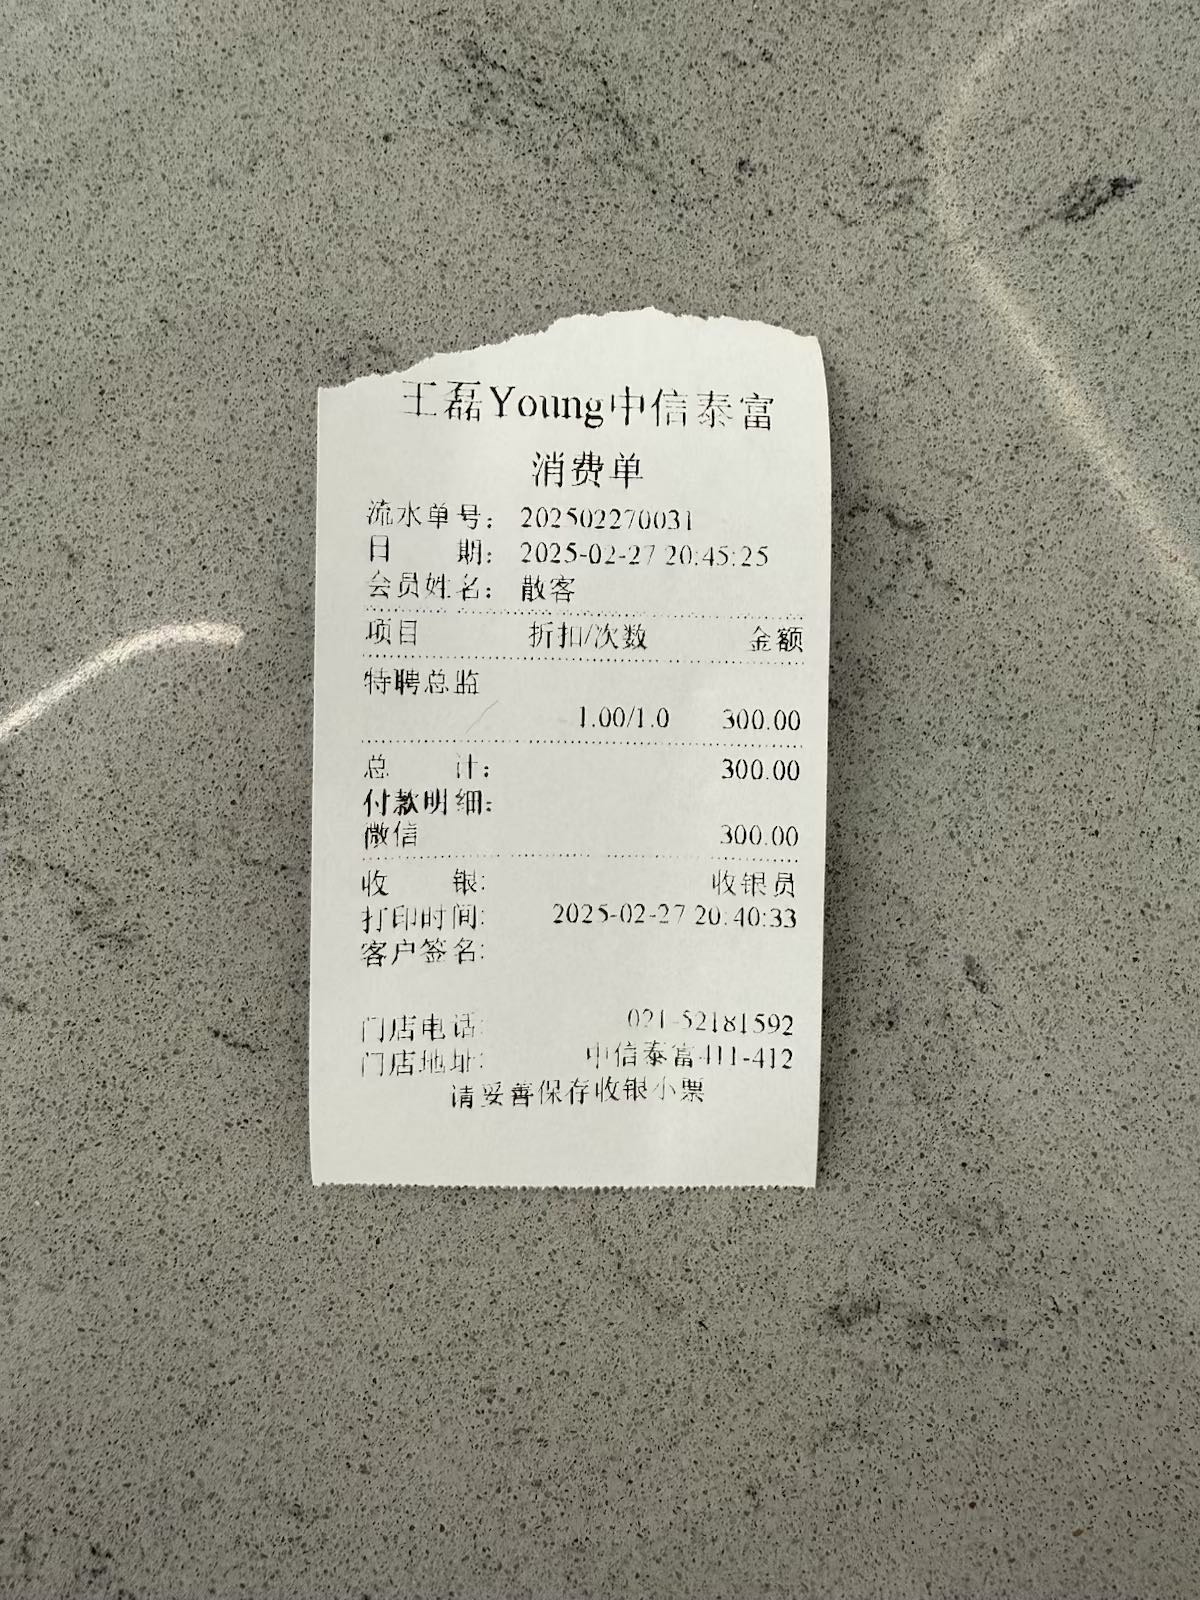 王磊Young中信泰富
消费单
流水单号： 202502270031
日 期： 2025-02-27 20:45:25
会员姓名： 散客
项目 折扣/次数 金额
特聘总监
1.00/1.0 300.00
总 计： 300.00
付款明细：
微信 300.00
收 银: 收银员
打印时间: 2025-02-27 20:40:33
客户签名:
门店电话: 021-52181592
门店地址: 中信泰富411-412
请妥善保存收银小票